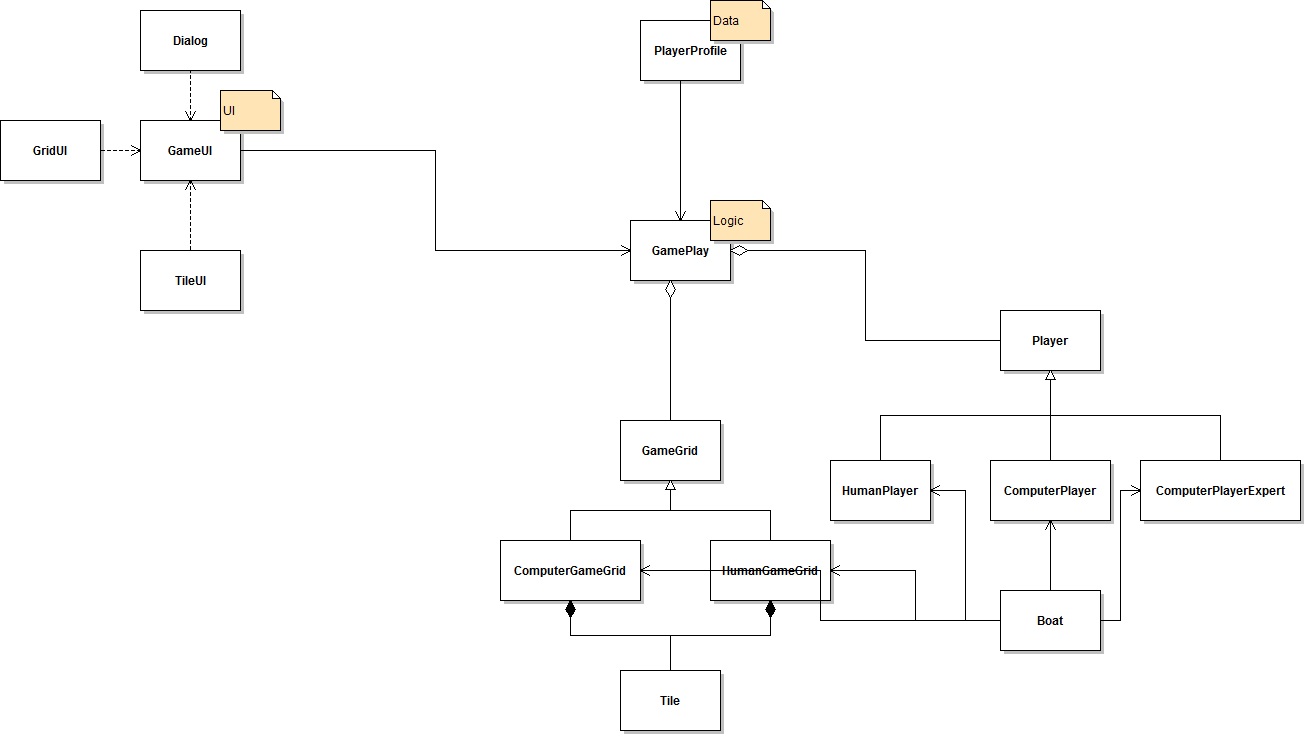 Data
Dialog
PlayerProfile
UI
GridUI
GameUI
Logic
GamePlay
TileUI
Player
GameGrid
HumanPlayer
ComputerPlayer
ComputerPlayerExpert
ComputerGameGrid
HumanGameGrid
Boat
Tile